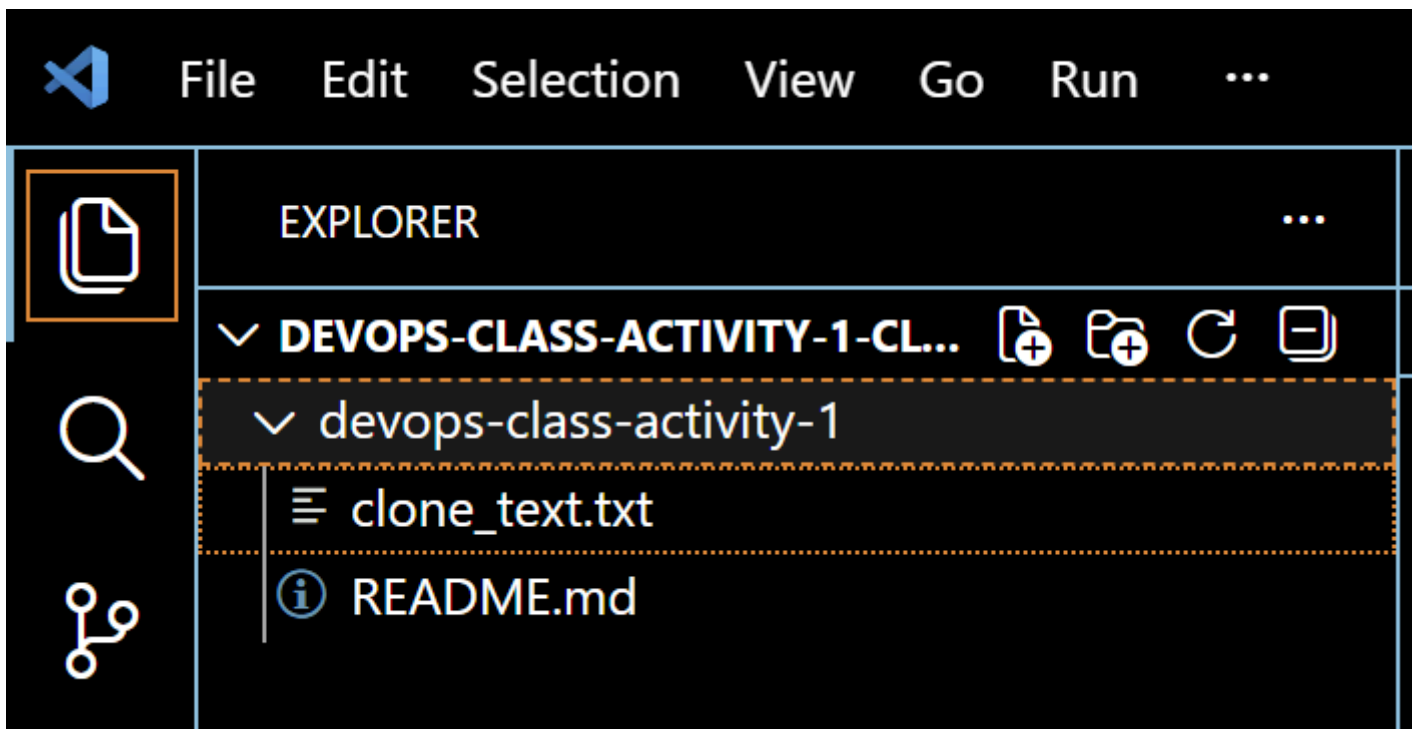 File Edit Selection View Go Run ...
EXPLORER ...
DEVOPS-CLASS-ACTIVITY-1-CL...
devops-class-activity-1
clone_text.txt
README.md